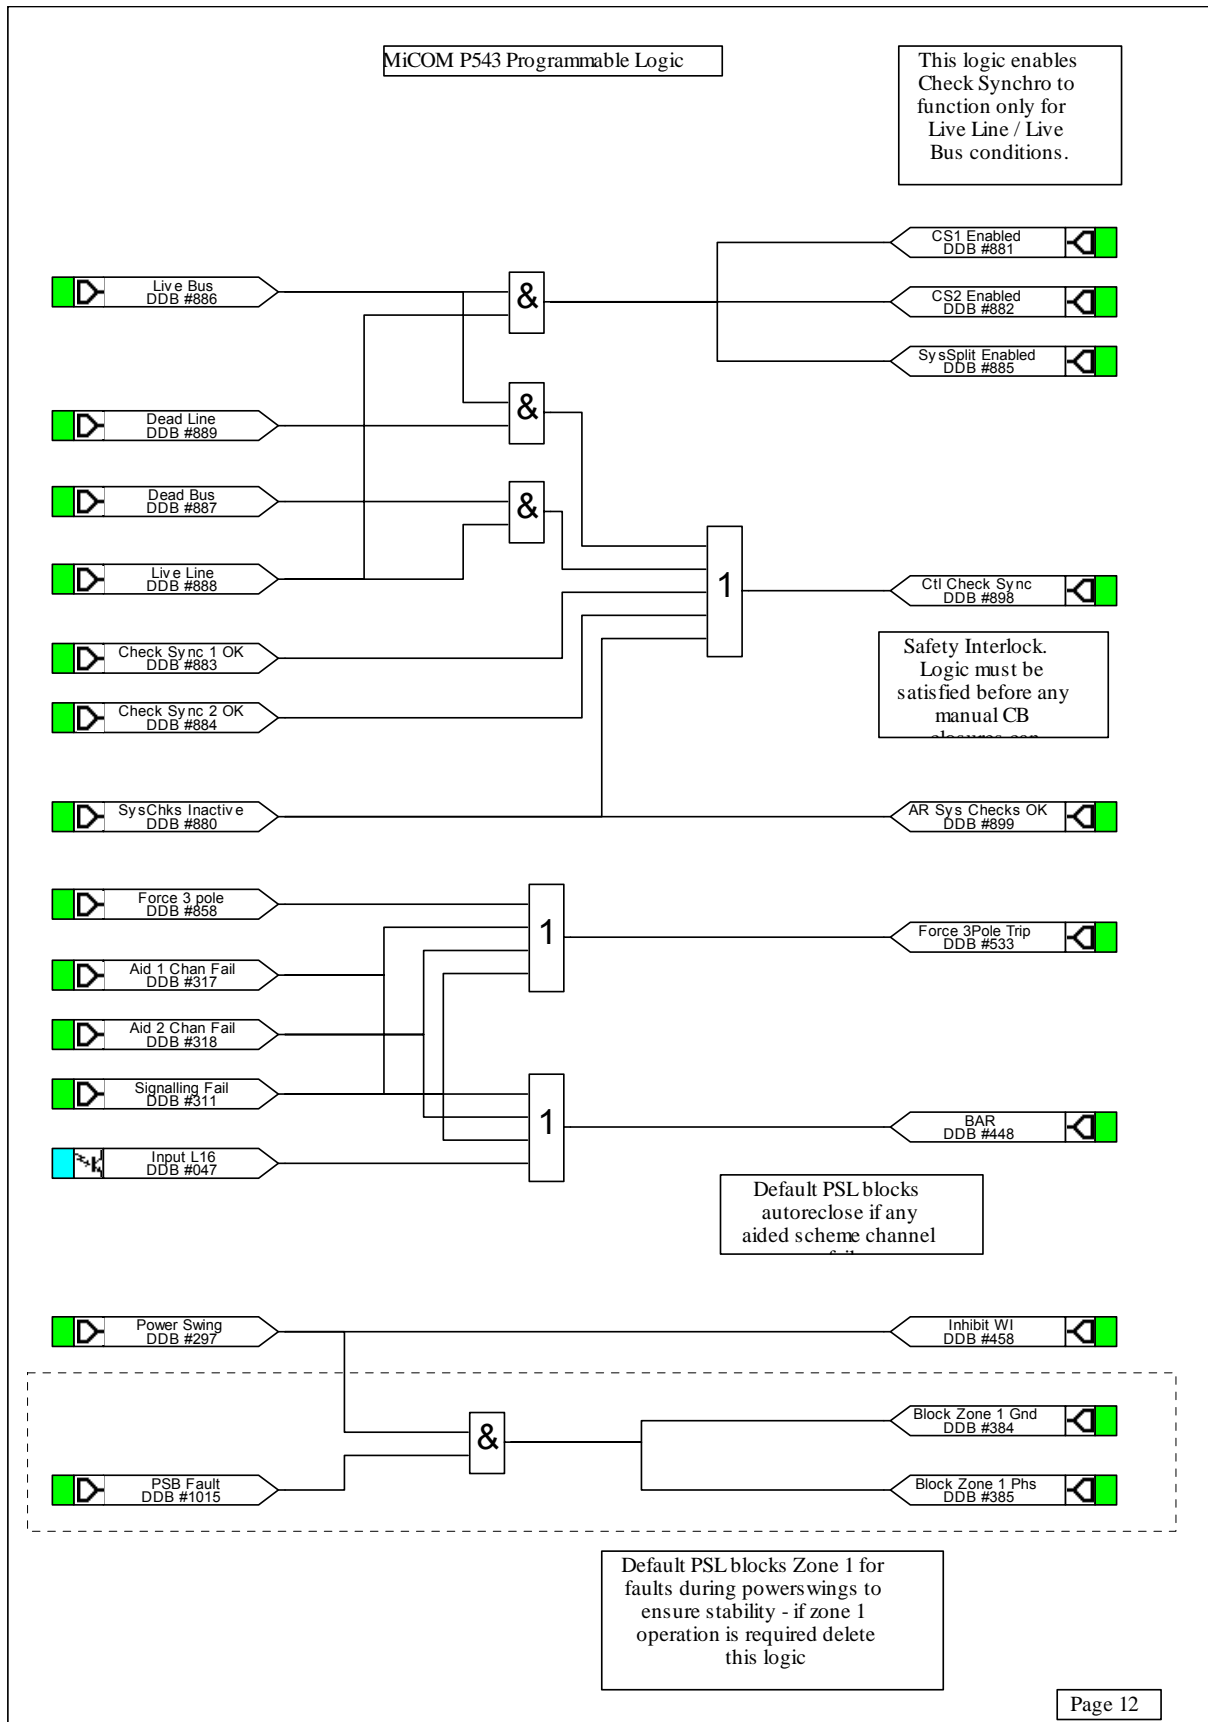 MiCOM P543 Programmable Logic
This logic enables
Check Synchro to
function only for
Live Line / Live
Bus conditions.
CS1 Enabled
DDB #881
Live Bus
DDB #886
&
CS2 Enabled
DDB #882
SysSplit Enabled
DDB #885
Dead Line
DDB #889
&
Dead Bus
DDB #887
&
Live Line
DDB #888
1
Ctl Check Sync
DDB #898
Check Sync 1 OK
DDB #883
Check Sync 2 OK
DDB #884
Safety Interlock.
Logic must be
satisfied before any
manual CB
closures can
SysChks Inactive
DDB #880
AR Sys Checks OK
DDB #899
Force 3 pole
DDB #858
1
Force 3Pole Trip
DDB #533
Aid 1 Chan Fail
DDB #317
Aid 2 Chan Fail
DDB #318
Signalling Fail
DDB #311
1
BAR
DDB #448
Input L16
DDB #047
Default PSL blocks
autoreclose if any
aided scheme channel
Power Swing
DDB #297
Inhibit WI
DDB #458
&
Block Zone 1 Gnd
DDB #384
PSB Fault
DDB #1015
Block Zone 1 Phs
DDB #385
Default PSL blocks Zone 1 for
faults during powerswings to
ensure stability - if zone 1
operation is required delete
this logic
Page 12